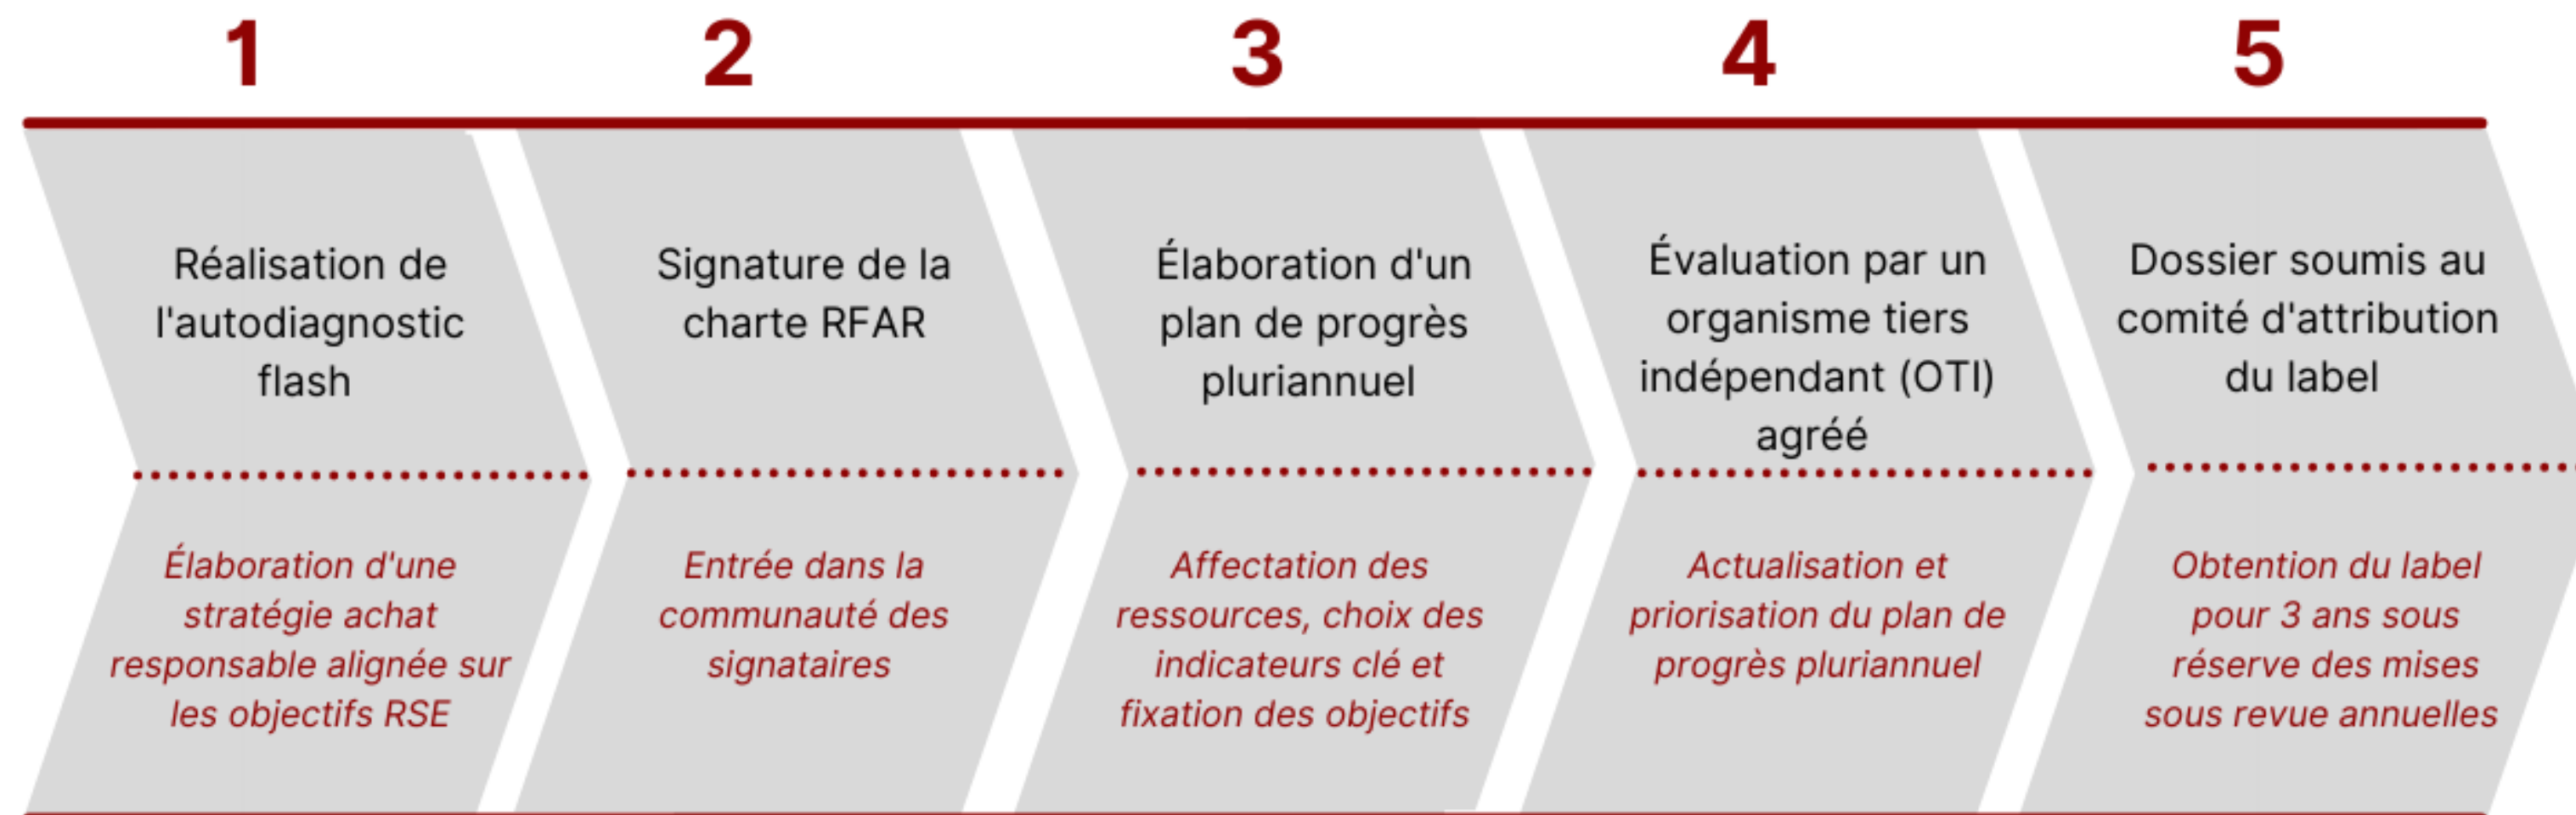 1
Réalisation de
l'autodiagnostic
flash
Élaboration d'une
stratégie achat
responsable alignée sur
les objectifs RSE
2
Signature de la
charte RFAR
Entrée dans la
communauté des
signataires
3
Élaboration d'un
plan de progrès
pluriannuel
Affectation des
ressources, choix des
indicateurs clé et
fixation des objectifs
4
Évaluation par un
organisme tiers
indépendant (OTI)
agréé
Actualisation et
priorisation du plan de
progrès pluriannuel
5
Dossier soumis au
comité d'attribution
du label
Obtention du label
pour 3 ans sous
réserve des mises
sous revue annuelles